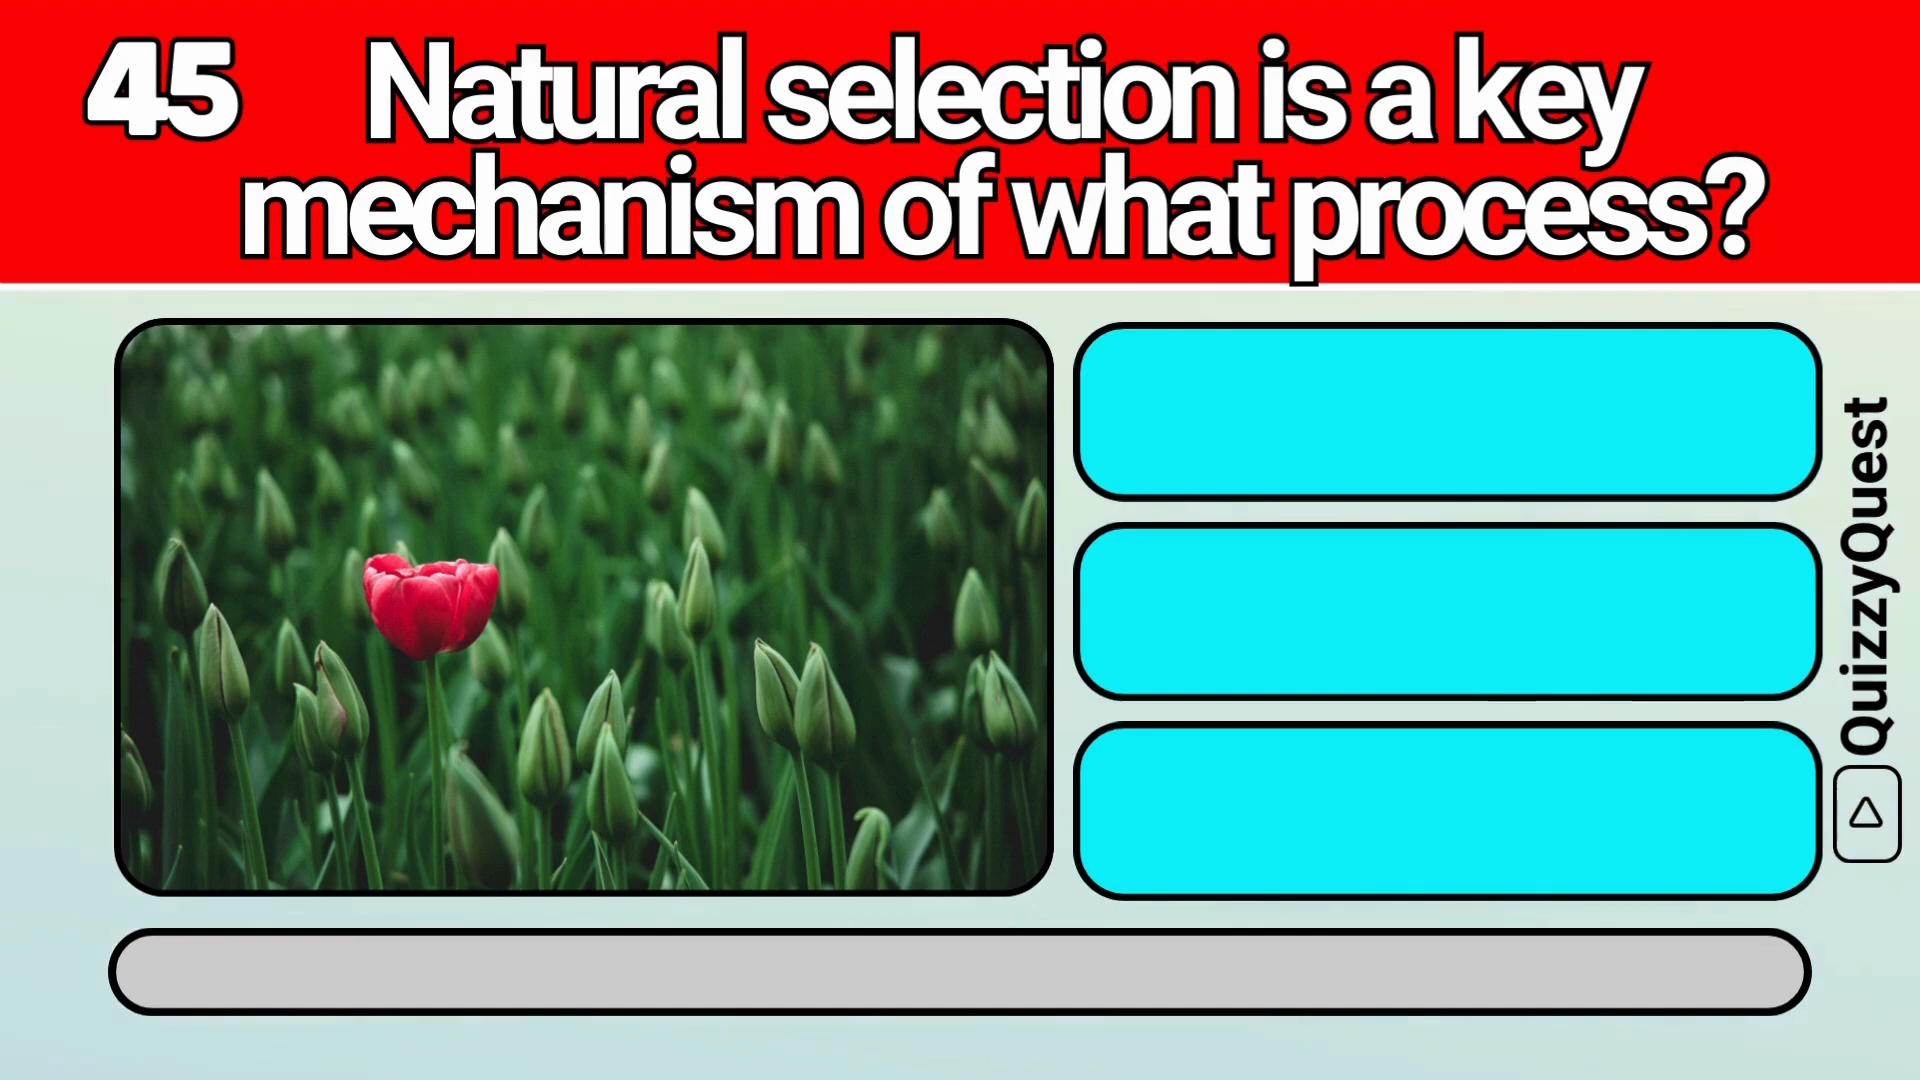 45
Natural selection is a key
mechanism of what process?
QuizzyQuest